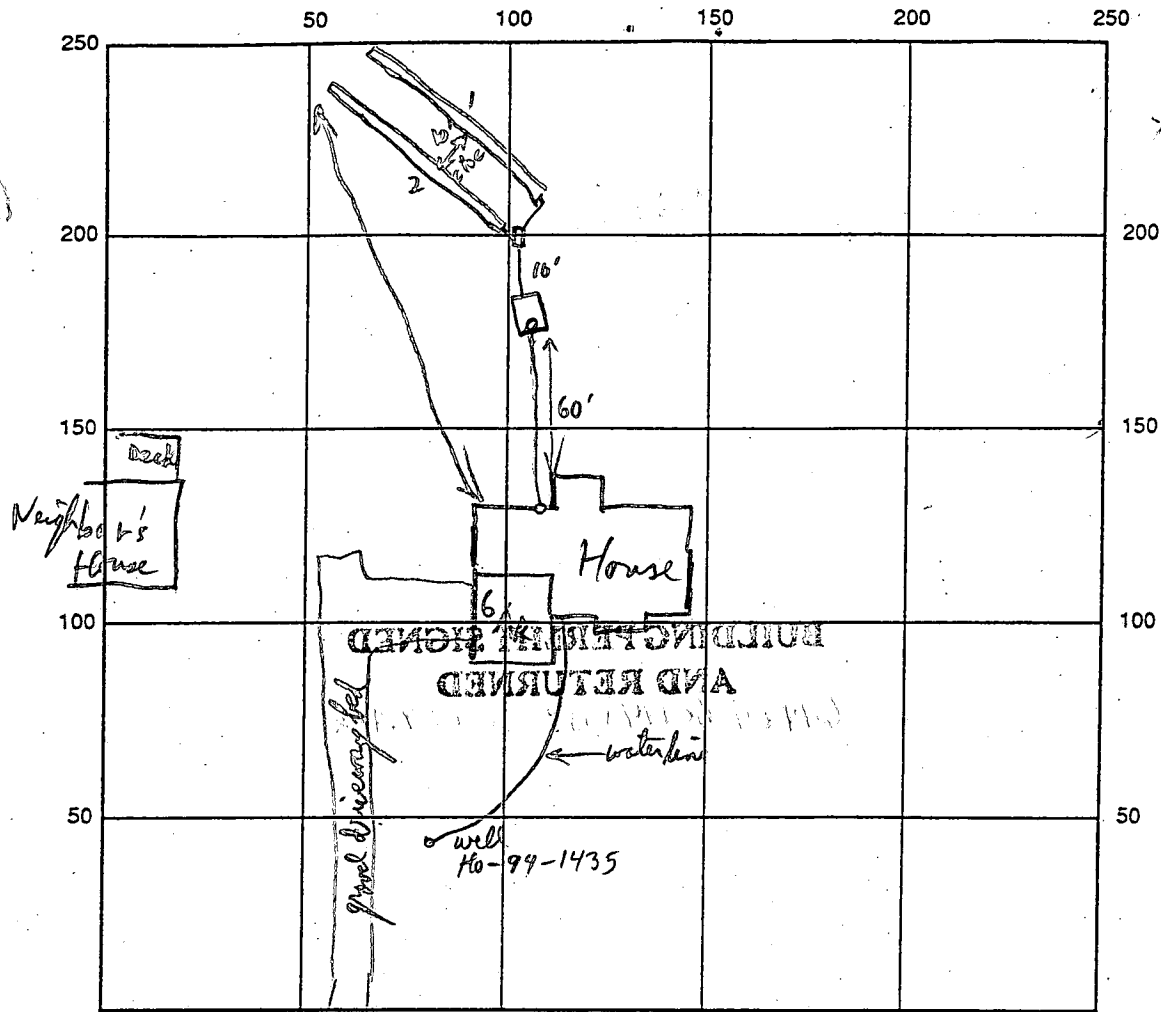 50 100 150 200 250
250
1
2
200 200
10'
60'
150 150
Deck
Neighbor's
House
House
6
100 100
BUILDING PERMIT SIGNED
AND RETURNED
gravel driveway bed
waterline
50 50
well
Ho-94-1435